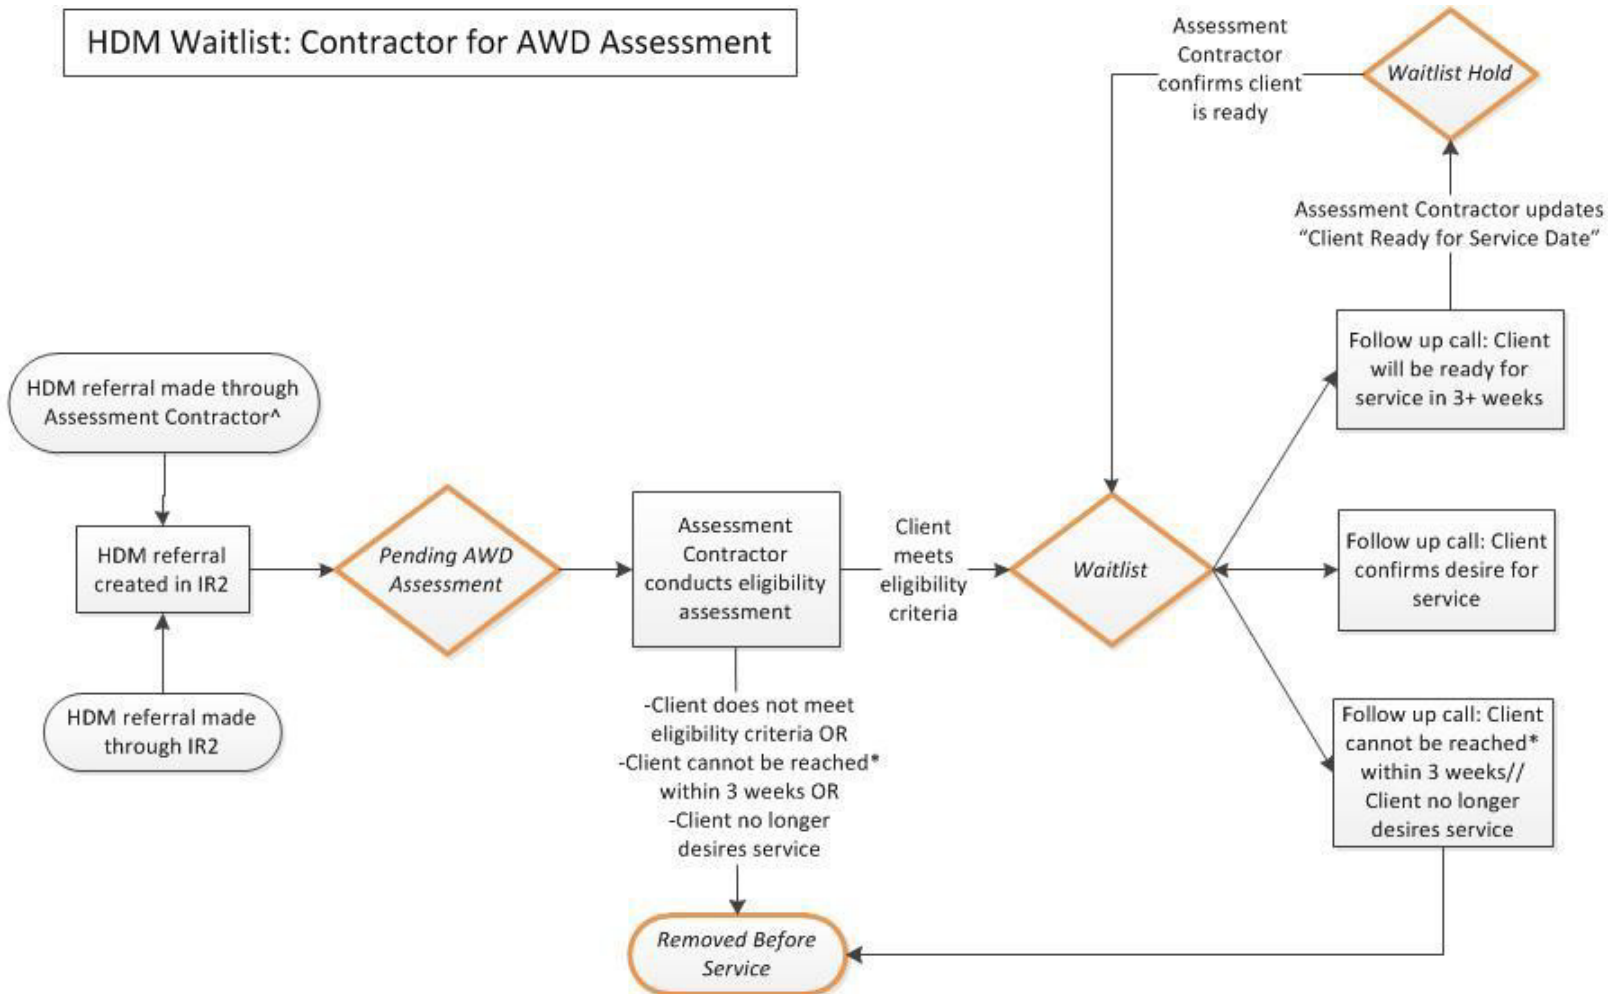 HDM Waitlist: Contractor for AWD Assessment
Assessment
Contractor
confirms client
is ready
Waitlist Hold
Assessment Contractor updates
“Client Ready for Service Date”
Follow up call: Client
will be ready for
service in 3+ weeks
HDM referral made through
Assessment Contractor^
HDM referral
created in IR2
HDM referral made
through IR2
Pending AWD
Assessment
Assessment
Contractor
conducts eligibility
assessment
Client
meets
eligibility
criteria
Waitlist
Follow up call: Client
confirms desire for
service
-Client does not meet
eligibility criteria OR
-Client cannot be reached*
within 3 weeks OR
-Client no longer
desires service
Follow up call: Client
cannot be reached*
within 3 weeks//
Client no longer
desires service
Removed Before
Service